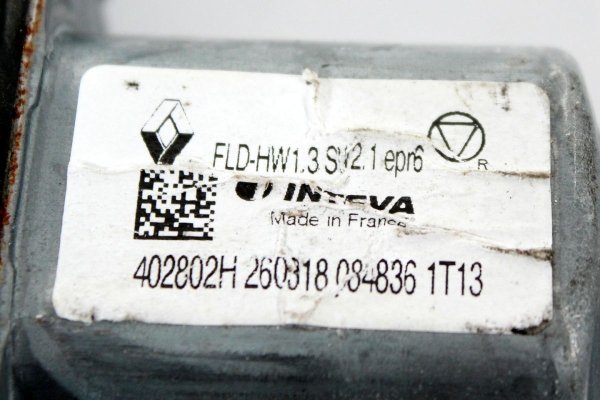 FLD-HW1.3 SW2.1 epr6
R
INTEVA
Made in France
402802H 260318 084836 1T13